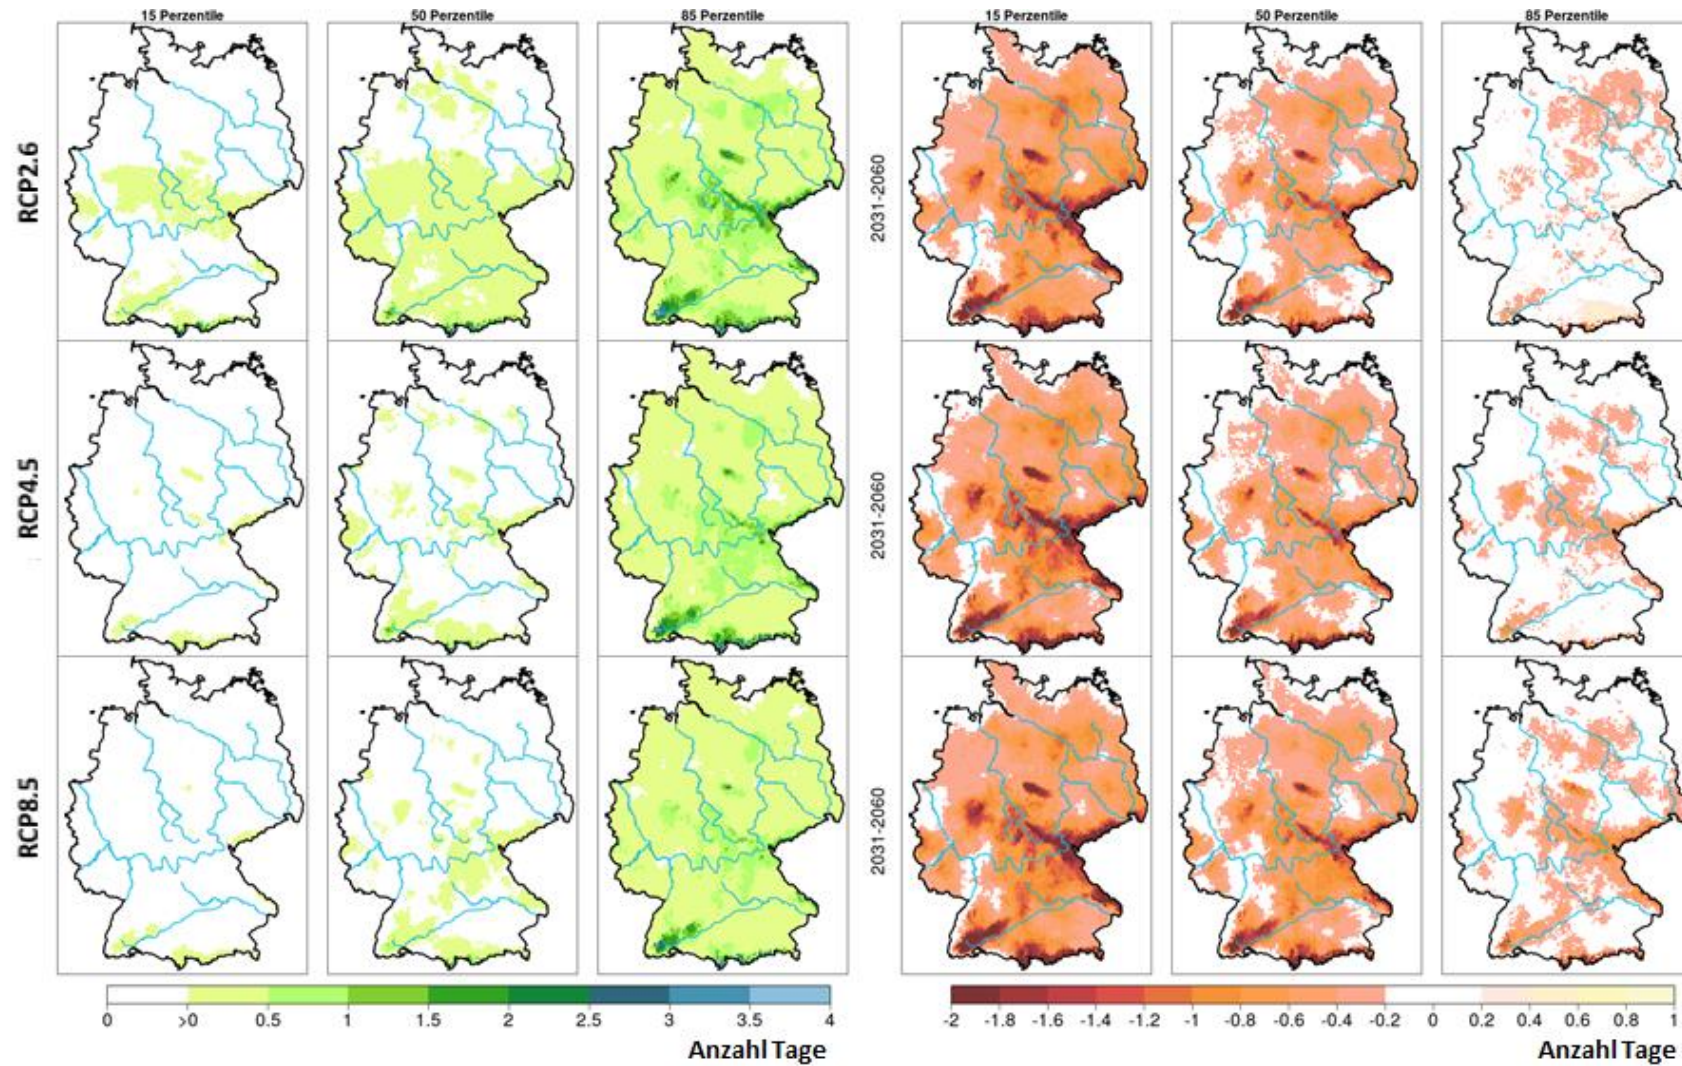 15 Perzentile 50 Perzentile 85 Perzentile 15 Perzentile 50 Perzentile 85 Perzentile
RCP2.6 2031-2060
RCP4.5 2031-2060
RCP8.5 2031-2060
0 >0 0.5 1 1.5 2 2.5 3 3.5 4 -2 -1.8 -1.6 -1.4 -1.2 -1 -0.8 -0.6 -0.4 -0.2 0 0.2 0.4 0.6 0.8 1
Anzahl Tage Anzahl Tage